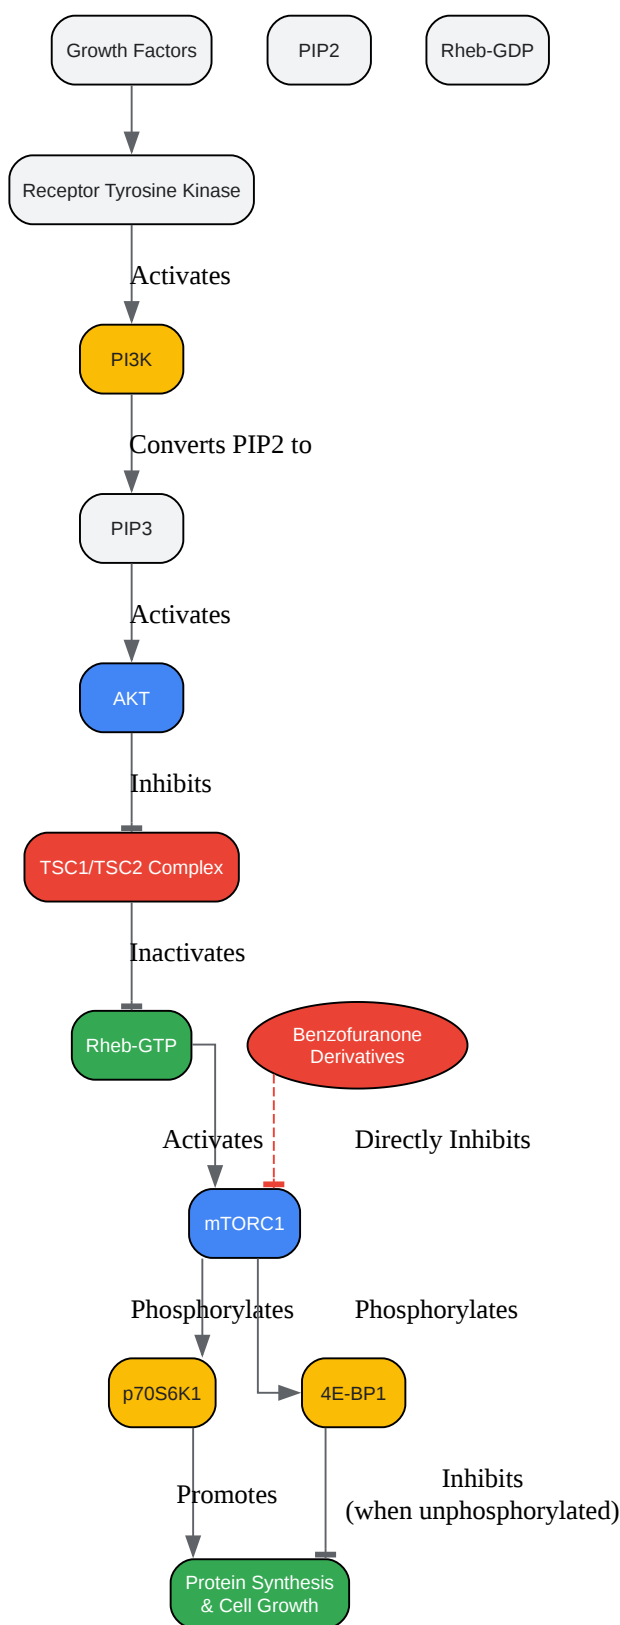 Growth Factors
PIP2
Rheb-GDP
Receptor Tyrosine Kinase
Activates
PI3K
Converts PIP2 to
PIP3
Activates
AKT
Inhibits
TSC1/TSC2 Complex
Inactivates
Rheb-GTP
Benzofuranone
Derivatives
Activates
Directly Inhibits
mTORC1
Phosphorylates
Phosphorylates
p70S6K1
4E-BP1
Promotes
Inhibits
(when unphosphorylated)
Protein Synthesis
& Cell Growth